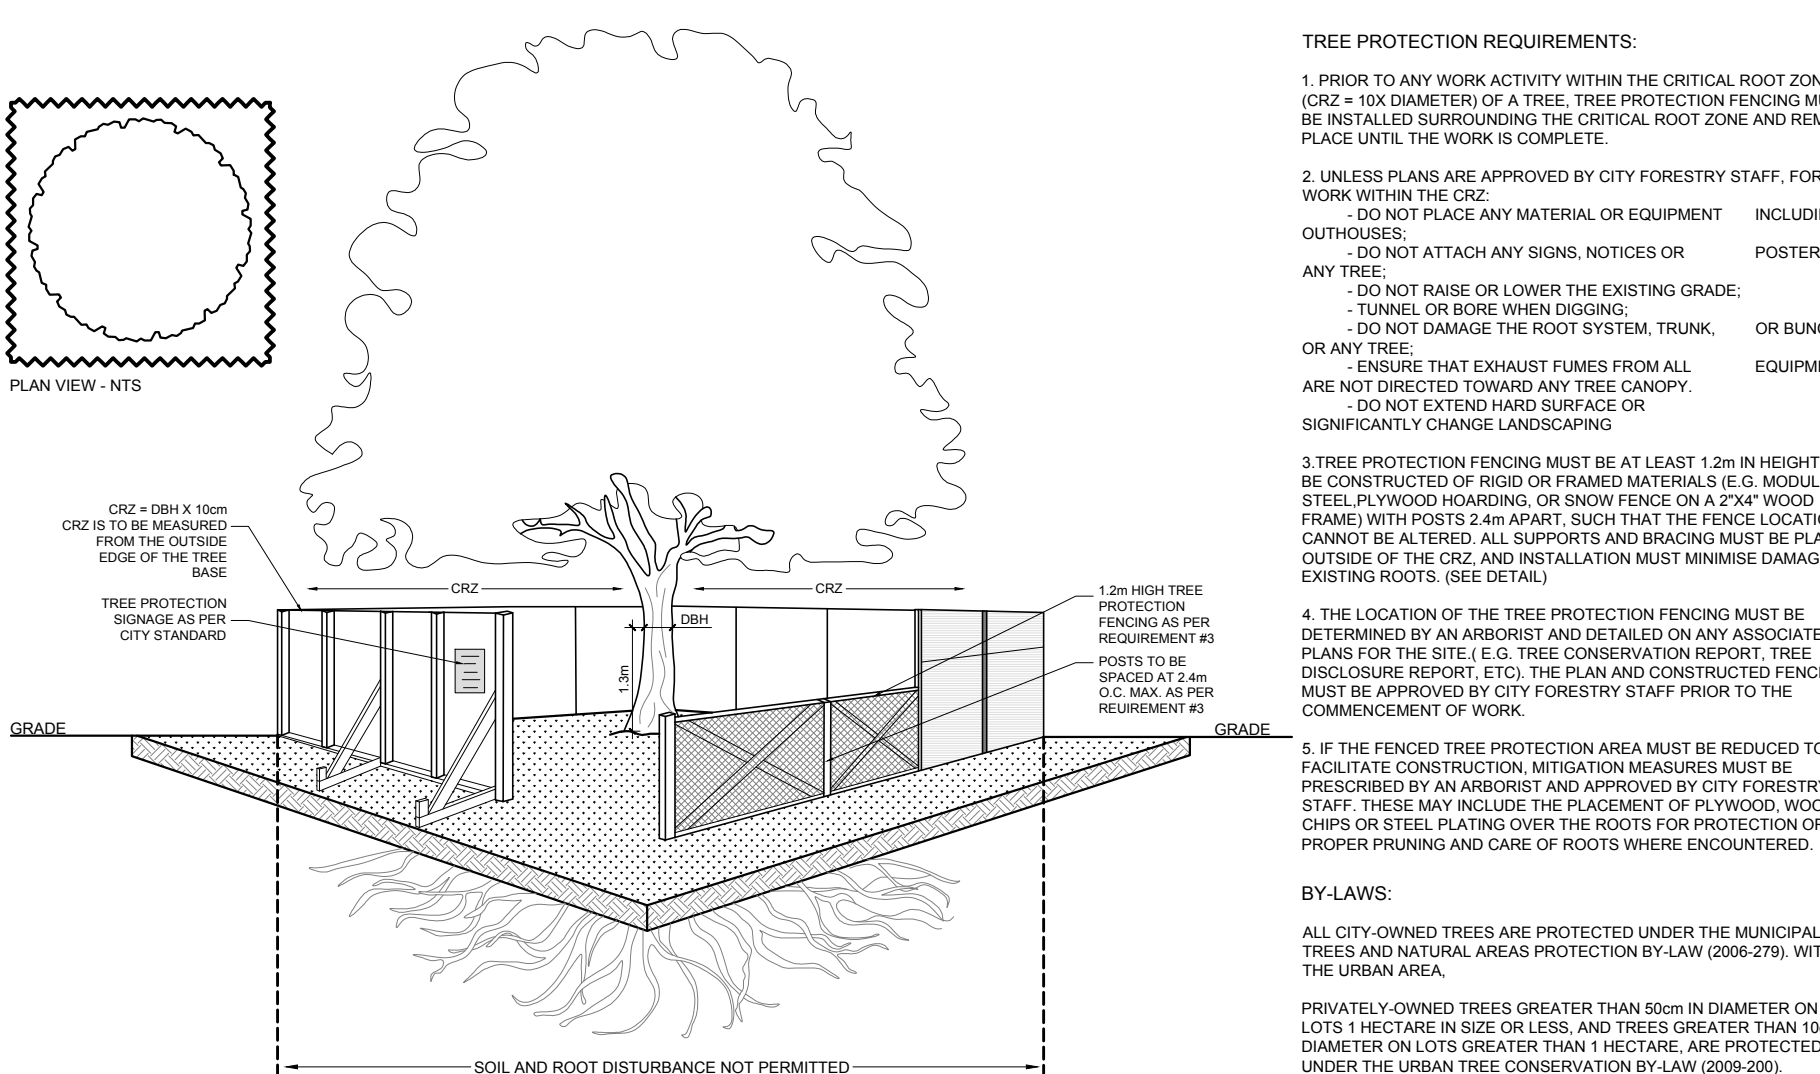 PLAN VIEW - NTS
CRZ = DBH X 10cm
CRZ IS TO BE MEASURED
FROM THE OUTSIDE
EDGE OF THE TREE
BASE
TREE PROTECTION
SIGNAGE AS PER
CITY STANDARD
CRZ
CRZ
DBH
1.3m
1.2m HIGH TREE
PROTECTION
FENCING AS PER
REQUIREMENT #3
POSTS TO BE
SPACED AT 2.4m
O.C. MAX. AS PER
REUIREMENT #3
GRADE
GRADE
SOIL AND ROOT DISTURBANCE NOT PERMITTED
TREE PROTECTION REQUIREMENTS:
1. PRIOR TO ANY WORK ACTIVITY WITHIN THE CRITICAL ROOT
(CRZ = 10X DIAMETER) OF A TREE, TREE PROTECTION FENCING
BE INSTALLED SURROUNDING THE CRITICAL ROOT ZONE AND
PLACE UNTIL THE WORK IS COMPLETE.
2. UNLESS PLANS ARE APPROVED BY CITY FORESTRY STAFF, FOR
WORK WITHIN THE CRZ:
- DO NOT PLACE ANY MATERIAL OR EQUIPMENT
OUTHOUSES;
- DO NOT ATTACH ANY SIGNS, NOTICES OR
ANY TREE;
- DO NOT RAISE OR LOWER THE EXISTING GRADE;
- TUNNEL OR BORE WHEN DIGGING;
- DO NOT DAMAGE THE ROOT SYSTEM, TRUNK, OR
OR ANY TREE;
- ENSURE THAT EXHAUST FUMES FROM ALL
ARE NOT DIRECTED TOWARD ANY TREE CANOPY.
- DO NOT EXTEND HARD SURFACE OR
SIGNIFICANTLY CHANGE LANDSCAPING
3.TREE PROTECTION FENCING MUST BE AT LEAST 1.2m IN HEIGHT
BE CONSTRUCTED OF RIGID OR FRAMED MATERIALS (E.G.
STEEL,PLYWOOD HOARDING, OR SNOW FENCE ON A 2"X4" WOOD
FRAME) WITH POSTS 2.4m APART, SUCH THAT THE FENCE
CANNOT BE ALTERED. ALL SUPPORTS AND BRACING MUST BE
OUTSIDE OF THE CRZ, AND INSTALLATION MUST MINIMISE
EXISTING ROOTS. (SEE DETAIL)
4. THE LOCATION OF THE TREE PROTECTION FENCING MUST BE
DETERMINED BY AN ARBORIST AND DETAILED ON ANY
PLANS FOR THE SITE.( E.G. TREE CONSERVATION REPORT, TREE
DISCLOSURE REPORT, ETC). THE PLAN AND CONSTRUCTED
MUST BE APPROVED BY CITY FORESTRY STAFF PRIOR TO THE
COMMENCEMENT OF WORK.
5. IF THE FENCED TREE PROTECTION AREA MUST BE REDUCED
FACILITATE CONSTRUCTION, MITIGATION MEASURES MUST BE
PRESCRIBED BY AN ARBORIST AND APPROVED BY CITY
STAFF. THESE MAY INCLUDE THE PLACEMENT OF PLYWOOD,
CHIPS OR STEEL PLATING OVER THE ROOTS FOR PROTECTION
PROPER PRUNING AND CARE OF ROOTS WHERE ENCOUNTERED.
BY-LAWS:
ALL CITY-OWNED TREES ARE PROTECTED UNDER THE MUNICIPAL
TREES AND NATURAL AREAS PROTECTION BY-LAW (2006-279).
THE URBAN AREA,
PRIVATELY-OWNED TREES GREATER THAN 50cm IN DIAMETER ON
LOTS 1 HECTARE IN SIZE OR LESS, AND TREES GREATER THAN
DIAMETER ON LOTS GREATER THAN 1 HECTARE, ARE PROTECTED
UNDER THE URBAN TREE CONSERVATION BY-LAW (2009-200).